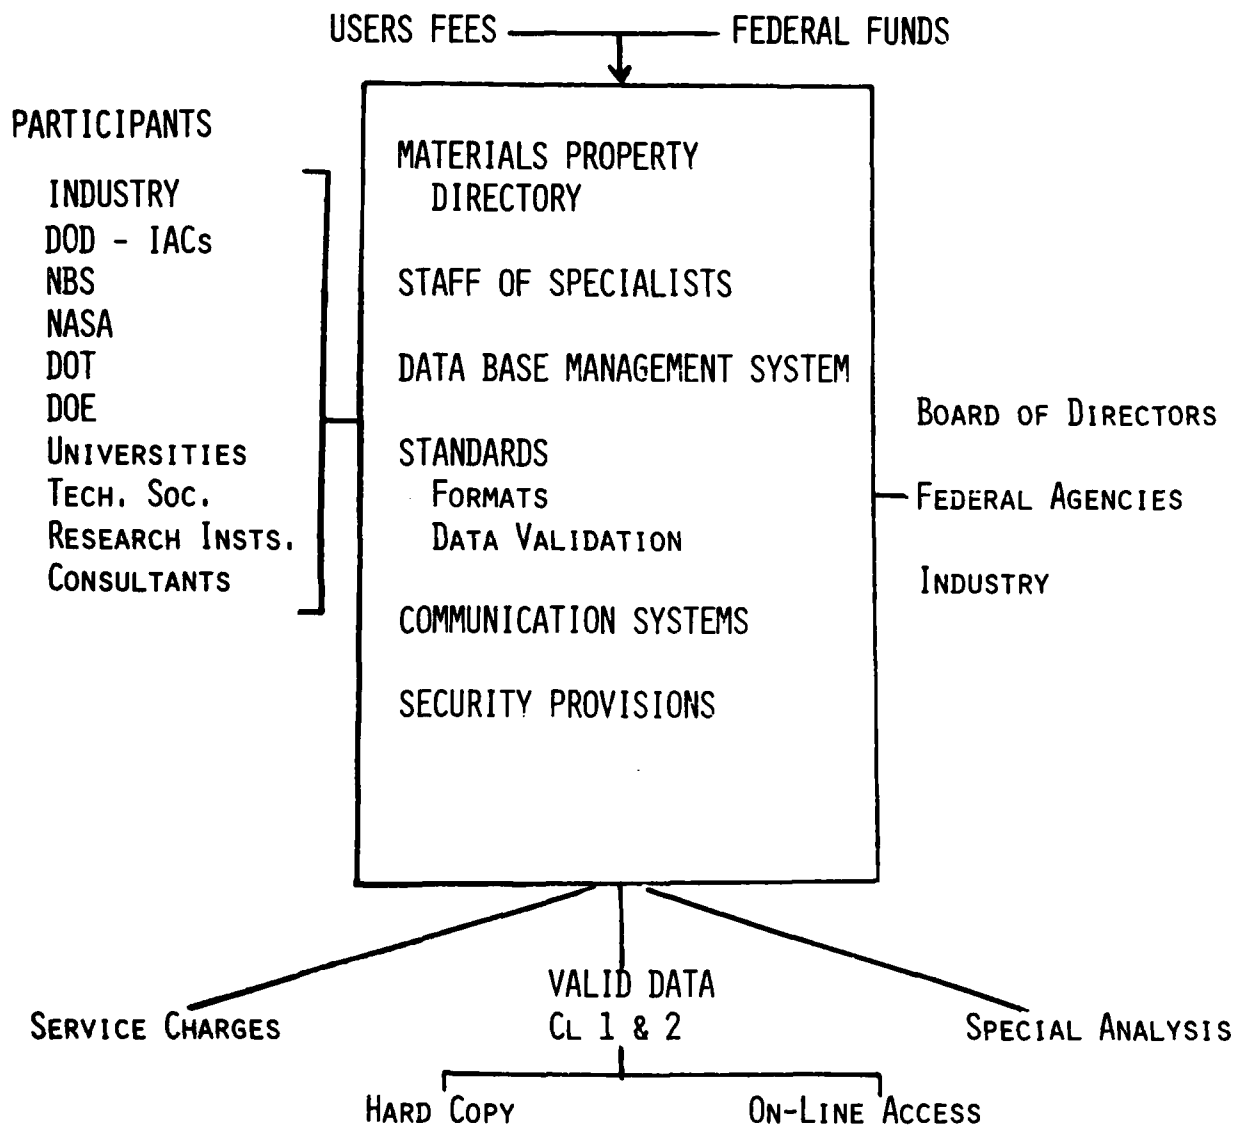 USERS FEES
FEDERAL FUNDS
PARTICIPANTS
INDUSTRY
DOD - IACs
NBS
NASA
DOT
DOE
UNIVERSITIES
TECH. SOC.
RESEARCH INSTS.
CONSULTANTS
MATERIALS PROPERTY
DIRECTORY
STAFF OF SPECIALISTS
DATA BASE MANAGEMENT SYSTEM
STANDARDS
FORMATS
DATA VALIDATION
COMMUNICATION SYSTEMS
SECURITY PROVISIONS
BOARD OF DIRECTORS
FEDERAL AGENCIES
INDUSTRY
SERVICE CHARGES
VALID DATA
CL 1 & 2
SPECIAL ANALYSIS
HARD COPY
ON-LINE ACCESS